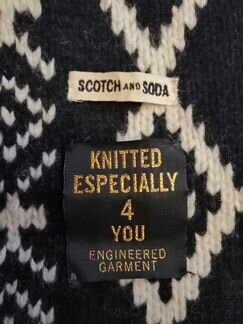 SCOTCH AND SODA
KNITTED
ESPECIALLY
4
YOU
ENGINEERED
GARMENT